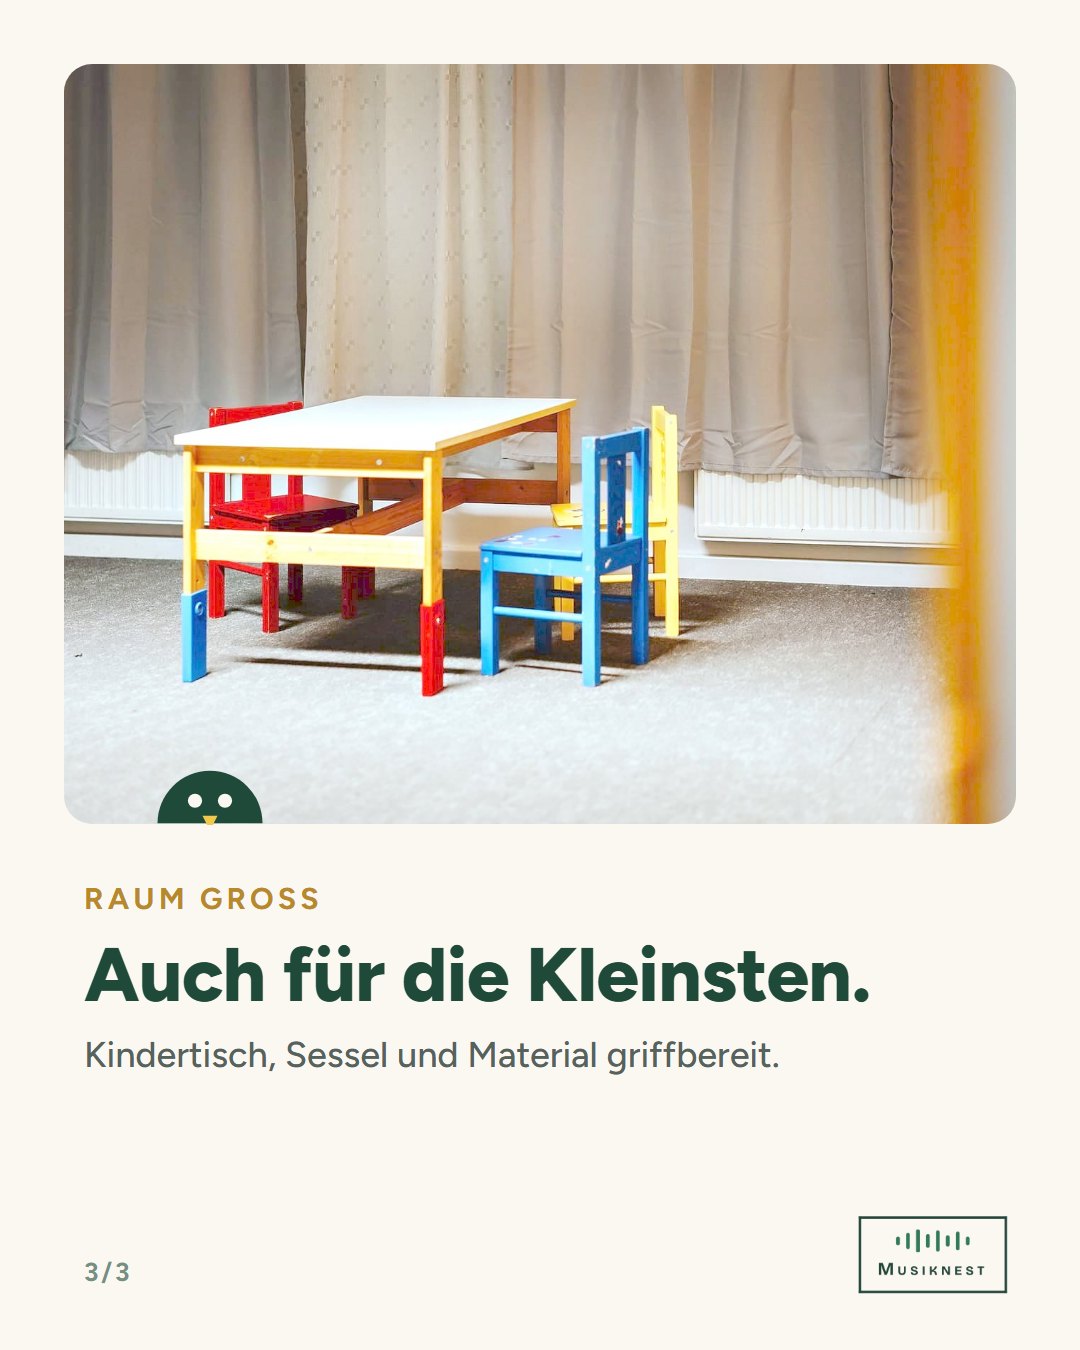 RAUM GROSS
Auch für die Kleinsten.
Kindertisch, Sessel und Material griffbereit.
3/3
MUSIKNEST